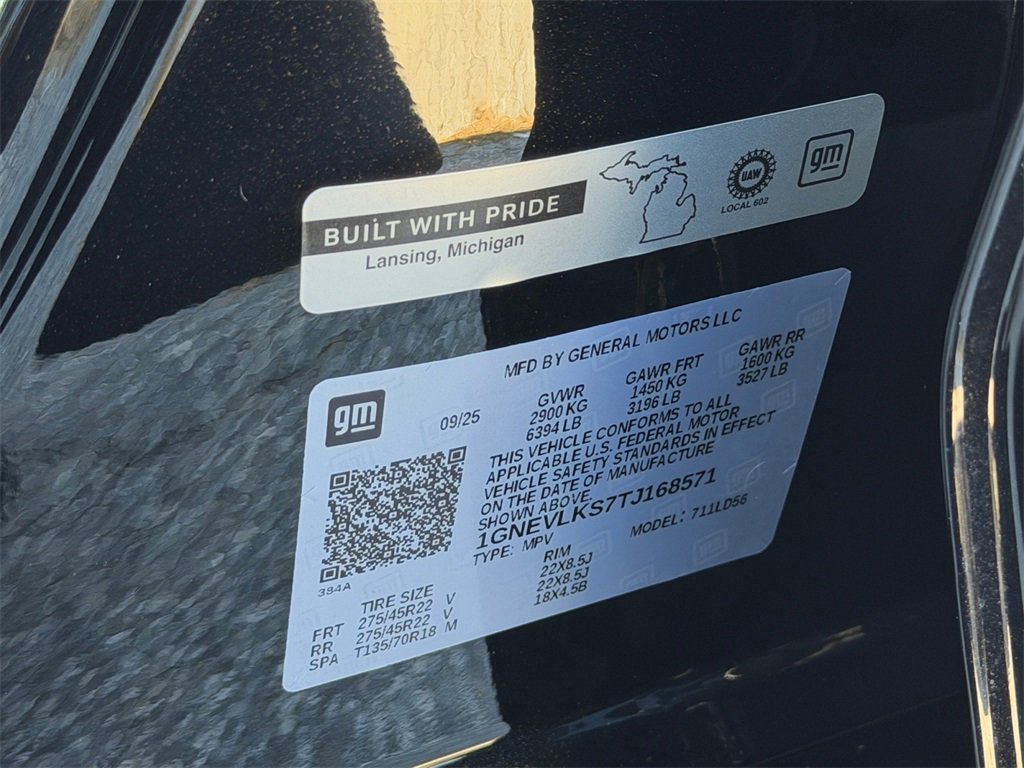 BUILT WITH PRIDE
Lansing, Michigan
UAW
LOCAL 602
gm
MFD BY GENERAL MOTORS LLC
gm
09/25
GVWR
2900 KG
6394 LB
GAWR FRT
1450 KG
3196 LB
GAWR RR
1600 KG
3527 LB
THIS VEHICLE CONFORMS TO ALL
APPLICABLE U.S. FEDERAL MOTOR
VEHICLE SAFETY STANDARDS IN EFFECT
ON THE DATE OF MANUFACTURE
SHOWN ABOVE.
1GNEVLKS7TJ168571
TYPE: MPV
MODEL: 711LD56
384A
TIRE SIZE
RIM
FRT 275/45R22 V 22X8.5J
RR 275/45R22 V 22X8.5J
SPA T135/70R18 M 18X4.5B